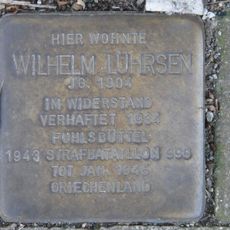 HIER WOHNTE
WILHELM LÜHRSEN
JG. 1904
IM WIDERSTAND
VERHAFTET 1934
FUHLSBÜTTEL
1943 STRAFBATAILLON 999
TOT JAN. 1945
GRIECHENLAND